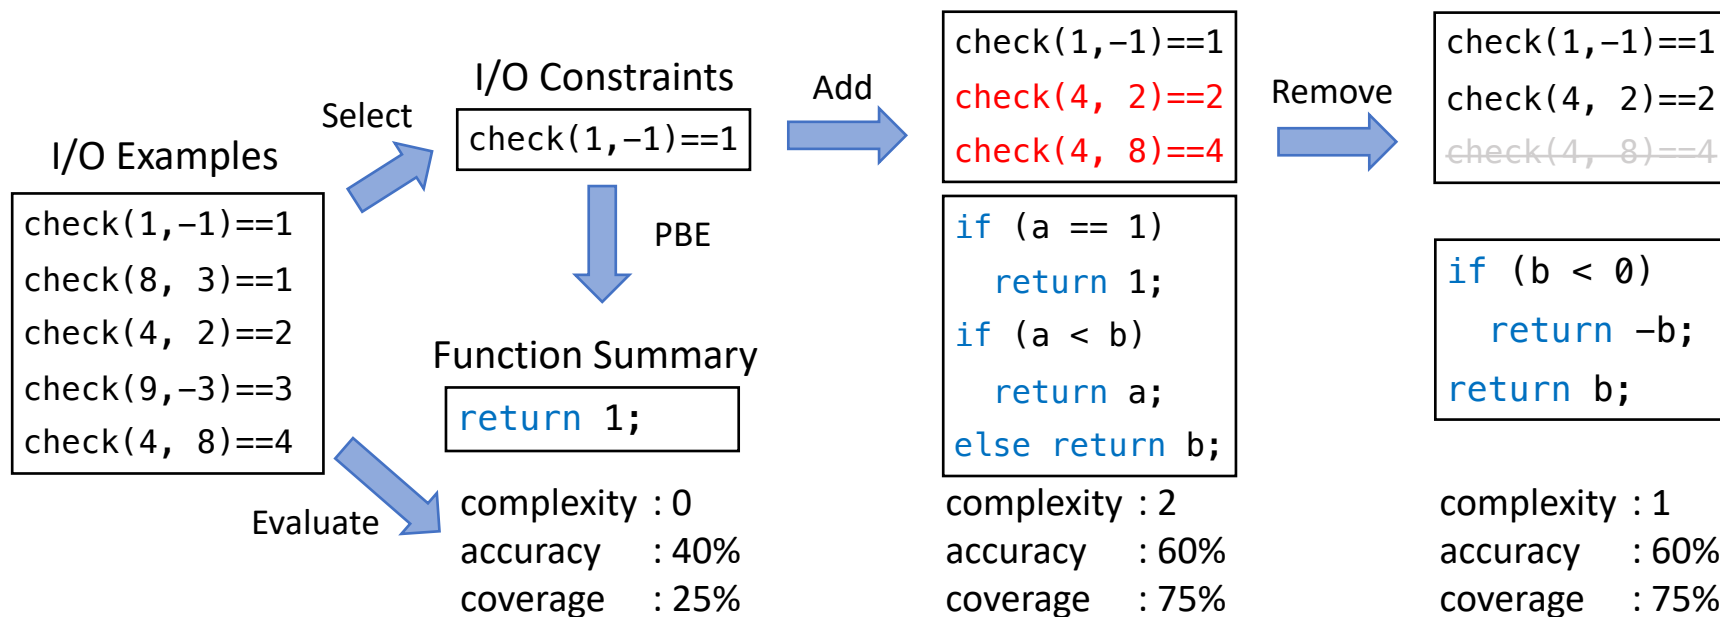 I/O Examples
check(1,−1)==1
check(8, 3)==1
check(4, 2)==2
check(9,−3)==3
check(4, 8)==4
Select
Evaluate
I/O Constraints
check(1,−1)==1
PBE
Function Summary
return 1;
complexity : 0
accuracy : 40%
coverage : 25%
Add
check(1,−1)==1
check(4, 2)==2
check(4, 8)==4
if (a == 1)
return 1;
if (a < b)
return a;
else return b;
complexity : 2
accuracy : 60%
coverage : 75%
Remove
check(1,−1)==1
check(4, 2)==2
check(4, 8)==4
if (b < 0)
return −b;
return b;
complexity : 1
accuracy : 60%
coverage : 75%